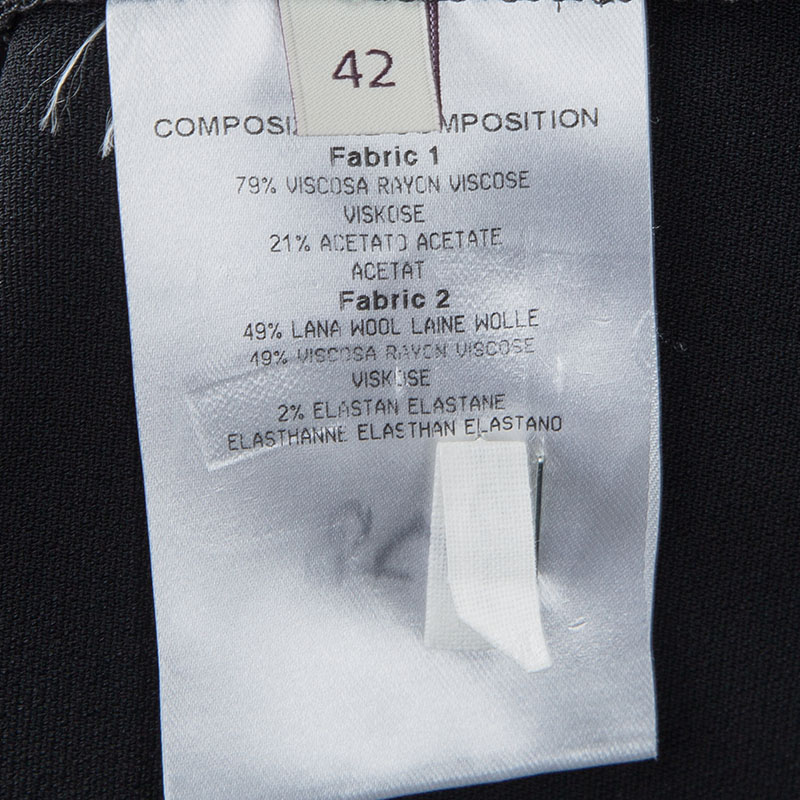 42
COMPOSI COMPOSITION
Fabric 1
79% VISCOSA RAYON VISCOSE
VISKOSE
21% ACETATO ACETATE
ACETAT
Fabric 2
49% LANA WOOL LAINE WOLLE
49% VISCOSA RAYON VISCOSE
VISKOSE
2% ELASTAN ELASTANE
ELASTHANNE ELASTHAN ELASTANO